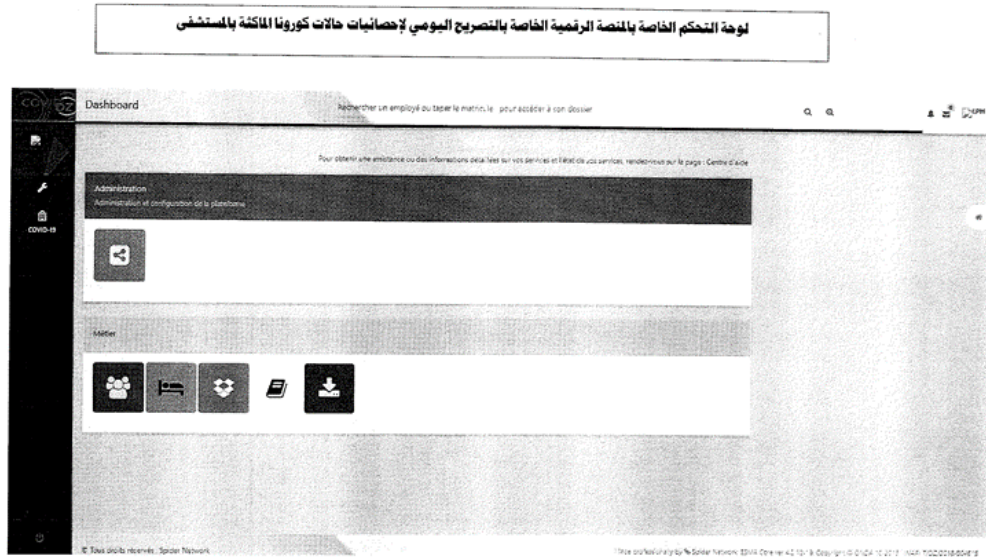 لوحة التحكم الخاصة بالمنصة الرقمية الخاصة بالتصريح اليومي لإحصائيات حالات كورونا الماكثة بالمستشفى
Dashboard
Rechercher un employé ou taper le matricule pour accéder à son dossier
Pour obtenir une assistance ou des informations détaillées sur vos services et l'état de vos services, rendez-vous sur la page : Centre d'aide
Administration
Administration et configuration de la plateforme
COVID-19
Métier
© Tous droits réservés, Spider Network